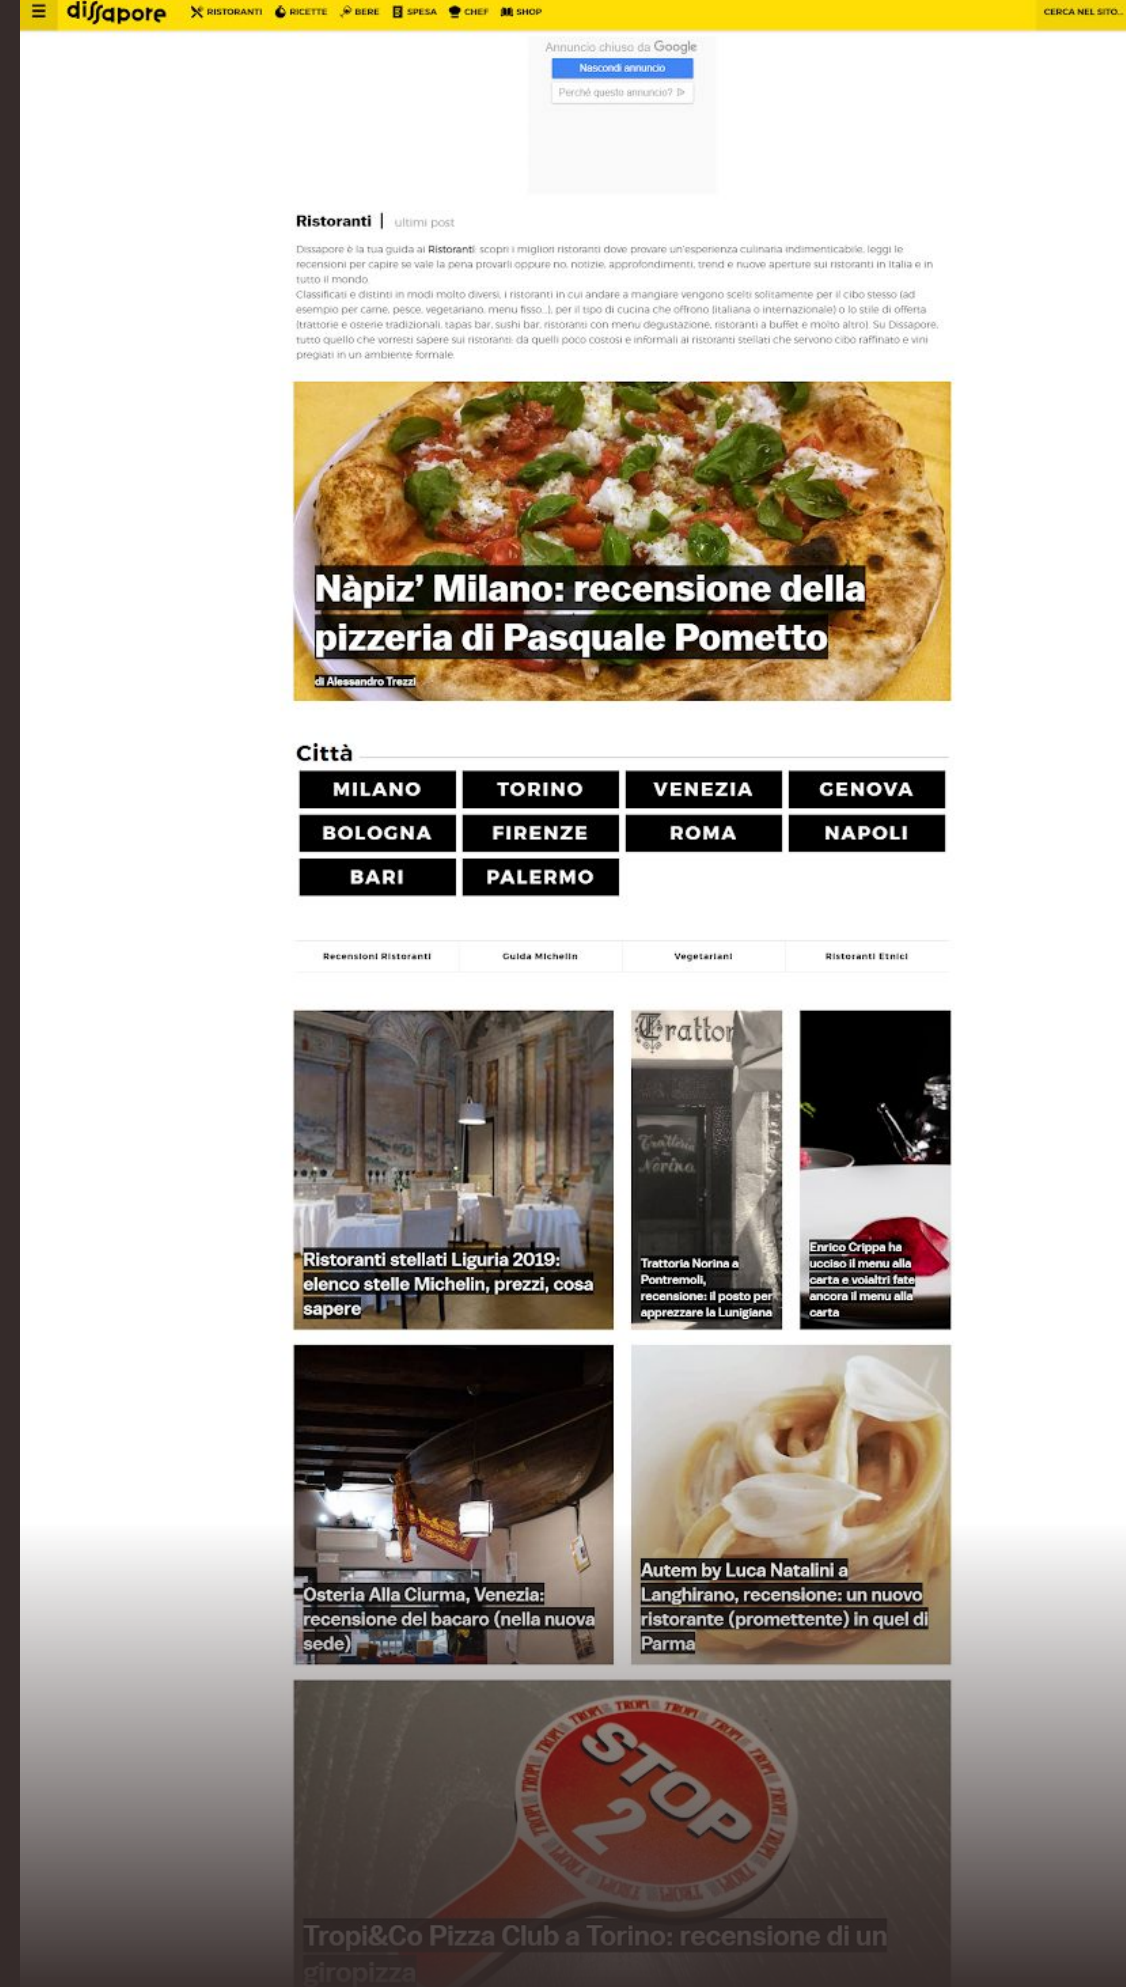 dissapore
RISTORANTI RICETTE BERE SPESA CHEF SHOP
CERCA NEL SITO...
Annuncio chiuso da Google
Nascondi annuncio
Perché questo annuncio?
Ristoranti | ultimi post
Dissapore è la tua guida ai Ristoranti: scopri i migliori ristoranti dove provare un'esperienza culinaria indimenticabile, leggi le
recensioni per capire se vale la pena provarli oppure no, notizie, approfondimenti, trend e nuove aperture sui ristoranti in Italia e in
tutto il mondo.
Classificati e distinti in modi molto diversi, i ristoranti in cui andare a mangiare vengono scelti solitamente per il cibo stesso (ad
esempio per carne, pesce, vegetariano, menu fisso...), per il tipo di cucina che offrono (italiana o internazionale) o lo stile di offerta
(trattorie e osterie tradizionali, tapas bar, sushi bar, ristoranti con menu degustazione, ristoranti a buffet e molto altro). Su Dissapore,
tutto quello che vorresti sapere sui ristoranti: da quelli poco costosi e informali ai ristoranti stellati che servono cibo raffinato e vini
pregiati in un ambiente formale.
Nàpiz’ Milano: recensione della
pizzeria di Pasquale Pometto
di Alessandro Trezzi
Città
MILANO TORINO VENEZIA GENOVA
BOLOGNA FIRENZE ROMA NAPOLI
BARI PALERMO
Recensioni Ristoranti Guida Michelin Vegetariani Ristoranti Etnici
Ristoranti stellati Liguria 2019:
elenco stelle Michelin, prezzi, cosa
sapere
Trattor
Trattoria
da
Norina
Trattoria Norina a
Pontremoli,
recensione: il posto per
apprezzare la Lunigiana
Enrico Crippa ha
ucciso il menu alla
carta e voialtri fate
ancora il menu alla
carta
Osteria Alla Ciurma, Venezia:
recensione del bacaro (nella nuova
sede)
Autem by Luca Natalini a
Langhirano, recensione: un nuovo
ristorante (promettente) in quel di
Parma
TROPI TROPI TROPI TROPI TROPI
STOP
2
Tropi&Co Pizza Club a Torino: recensione di un
giropizza